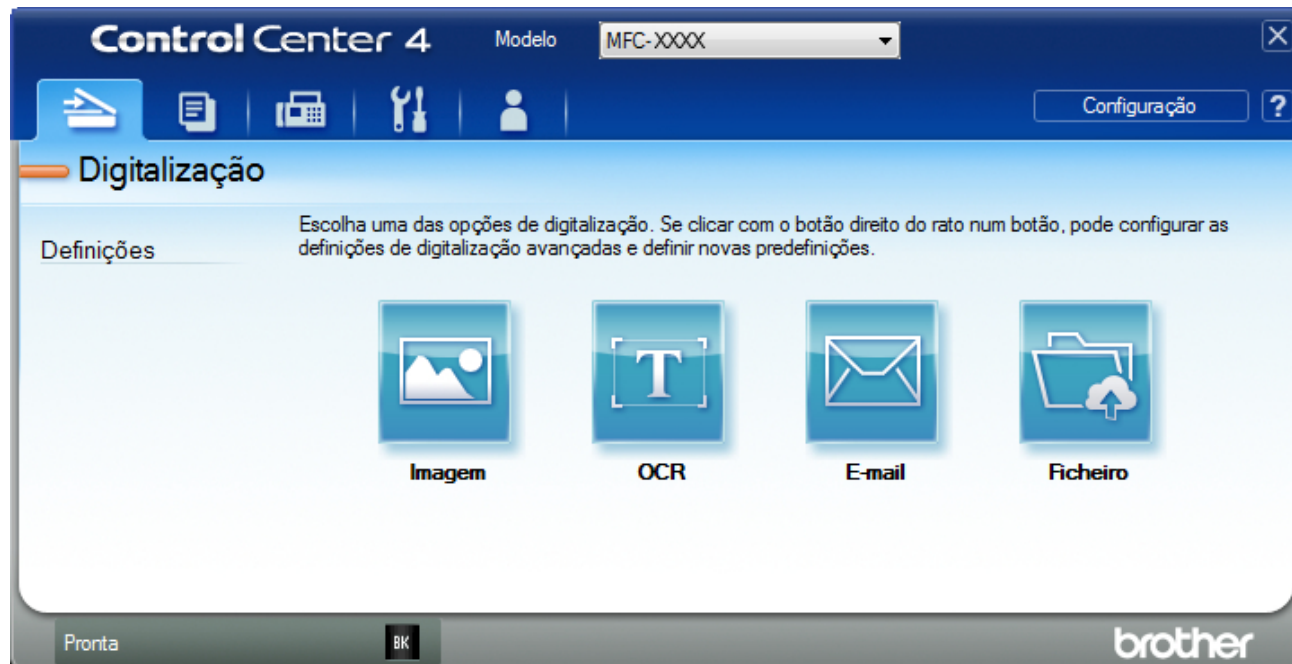 Control Center 4
Modelo
MFC-XXXX
Configuração
?
Digitalização
Definições
Escolha uma das opções de digitalização. Se clicar com o botão direito do rato num botão, pode configurar as
definições de digitalização avançadas e definir novas predefinições.
T
Imagem
OCR
E-mail
Ficheiro
Pronta
BK
brother